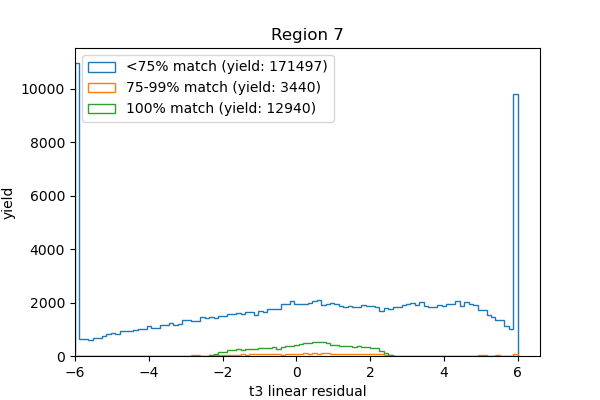 Region 7
<75% match (yield: 171497)
75-99% match (yield: 3440)
100% match (yield: 12940)
yield
10000
8000
6000
4000
2000
0
−6 −4 −2 0 2 4 6
t3 linear residual